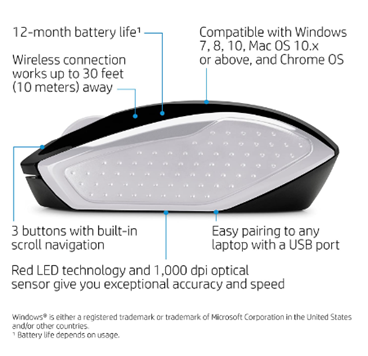 12-month battery life¹
Compatible with Windows
7, 8, 10, Mac OS 10.x
or above, and Chrome OS
Wireless connection
works up to 30 feet
(10 meters) away
3 buttons with built-in
scroll navigation
Easy pairing to any
laptop with a USB port
Red LED technology and 1,000 dpi optical
sensor give you exceptional accuracy and speed
Windows® is either a registered trademark or trademark of Microsoft Corporation in the United States
and/or other countries.
¹ Battery life depends on usage.